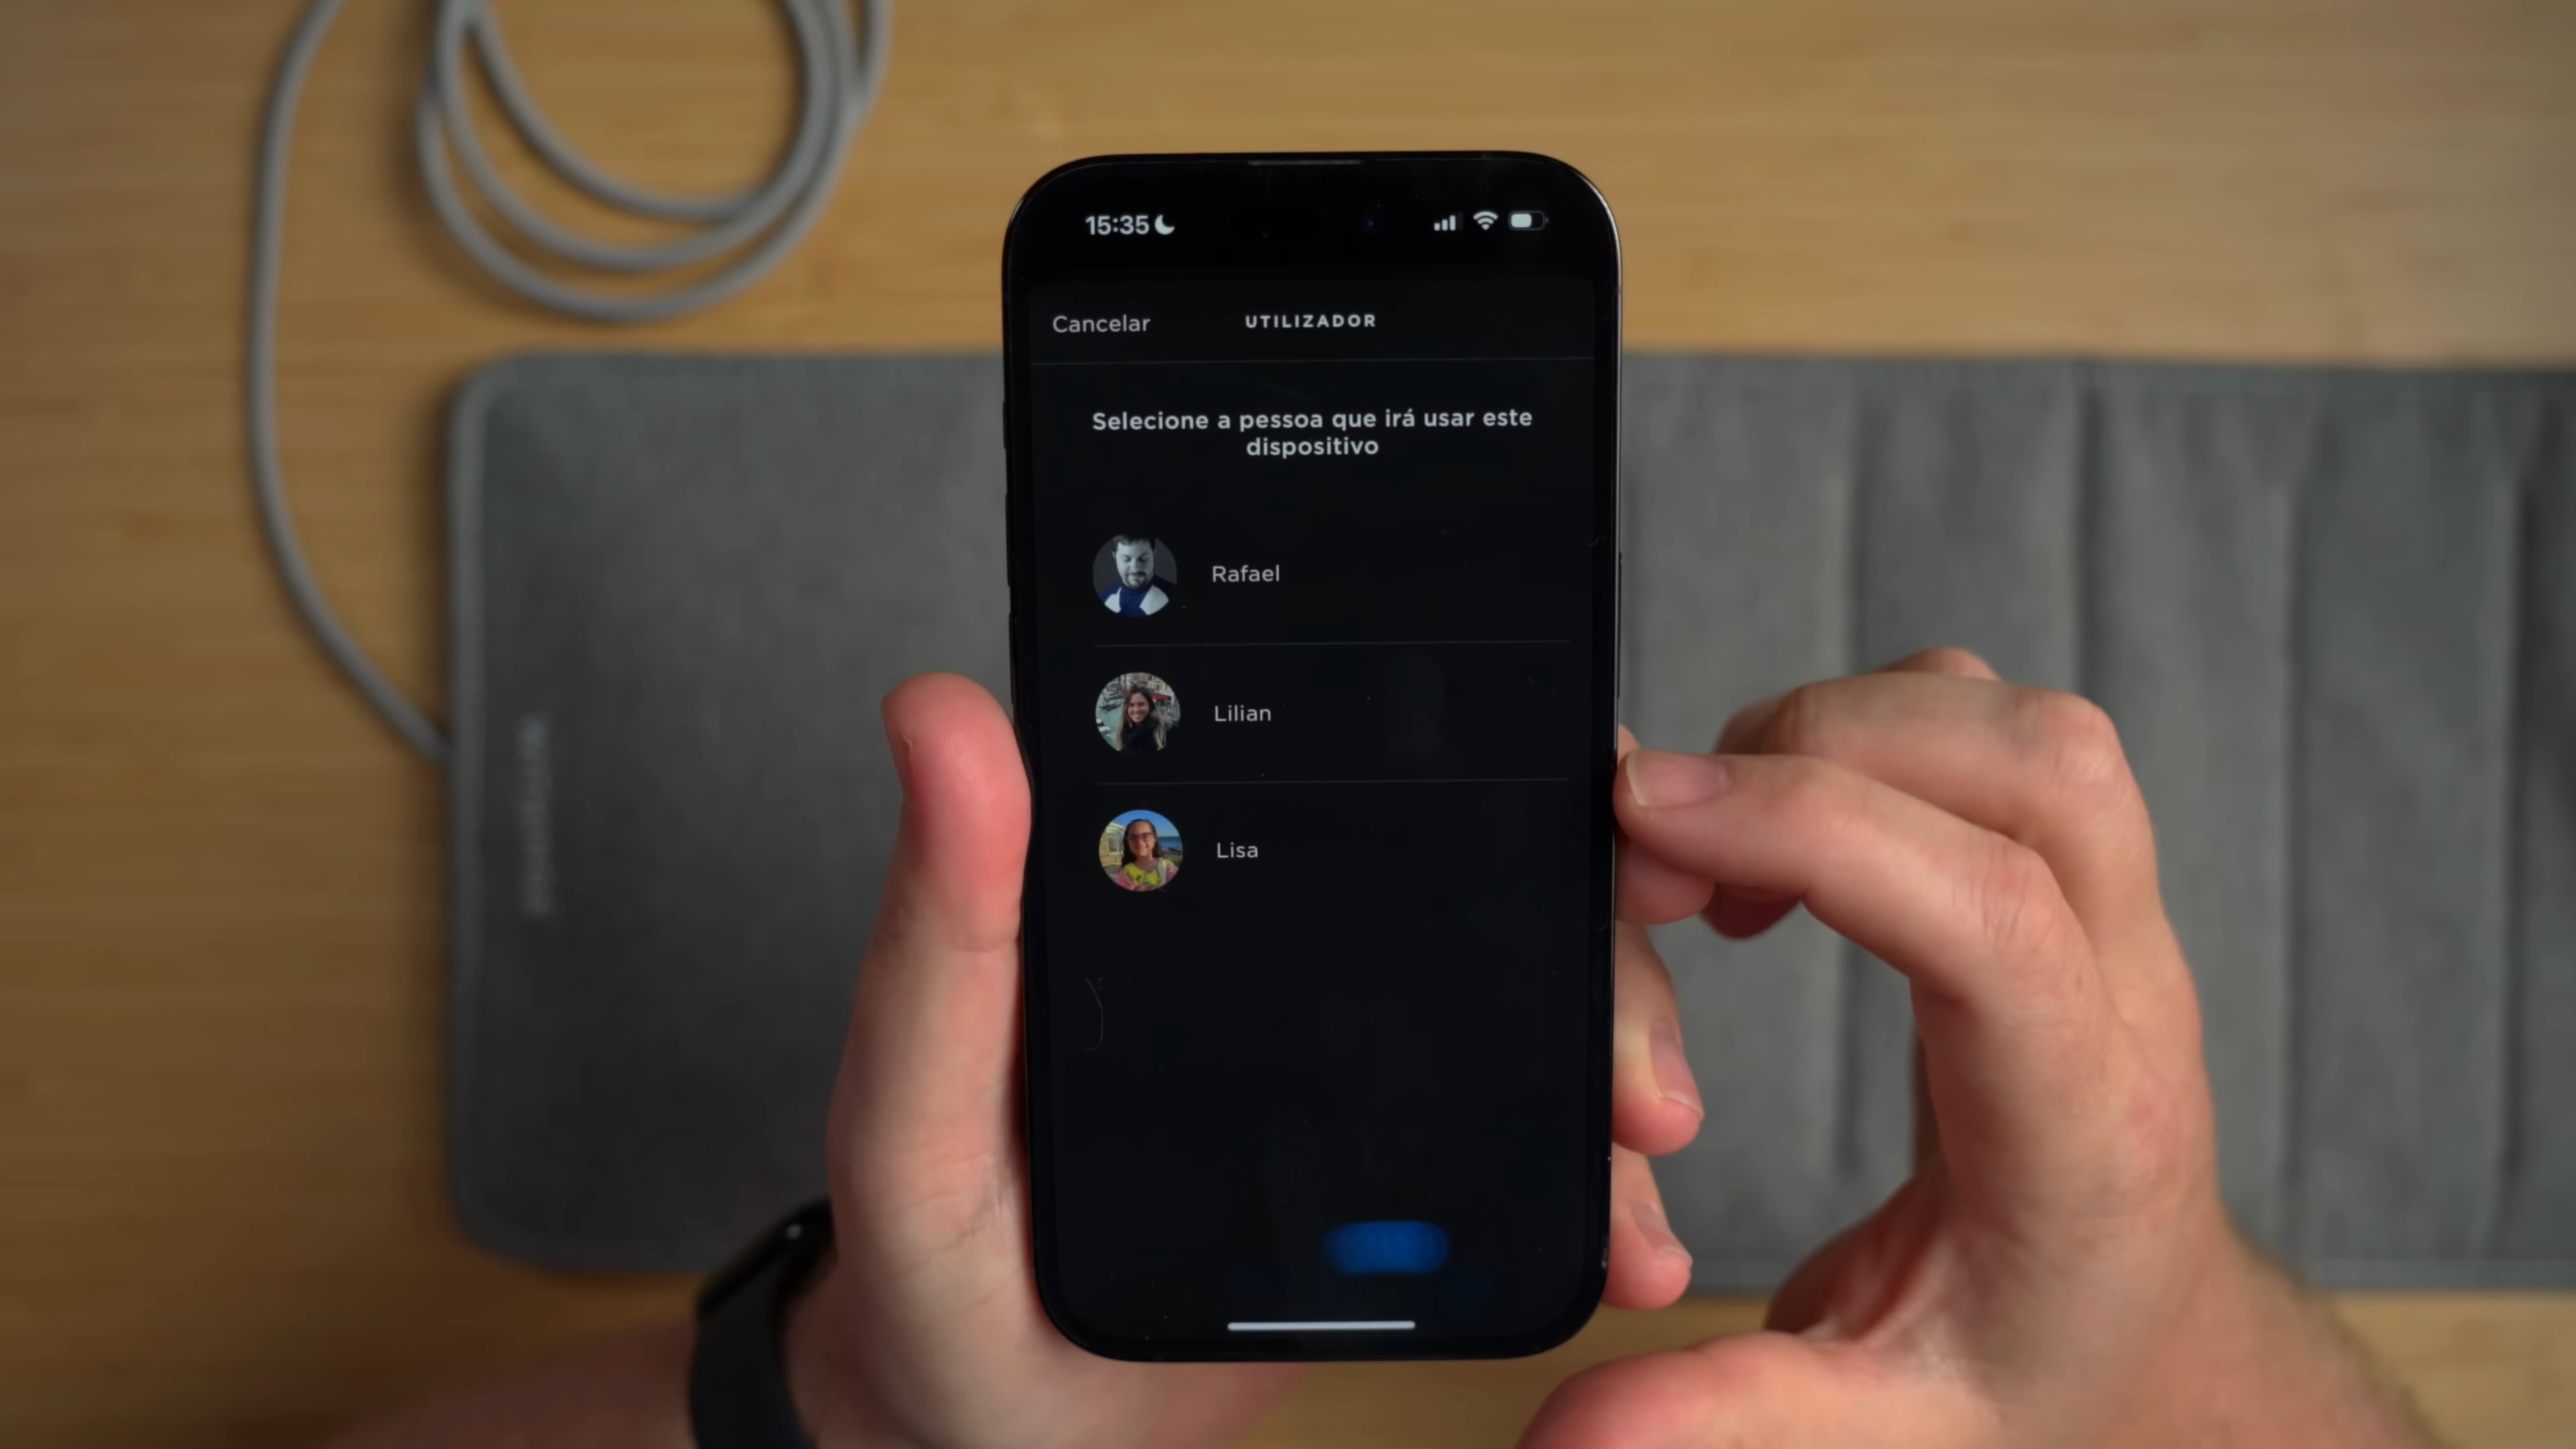 15:35
Cancelar
UTILIZADOR
Selecione a pessoa que irá usar este
dispositivo
Rafael
Lilian
Lisa